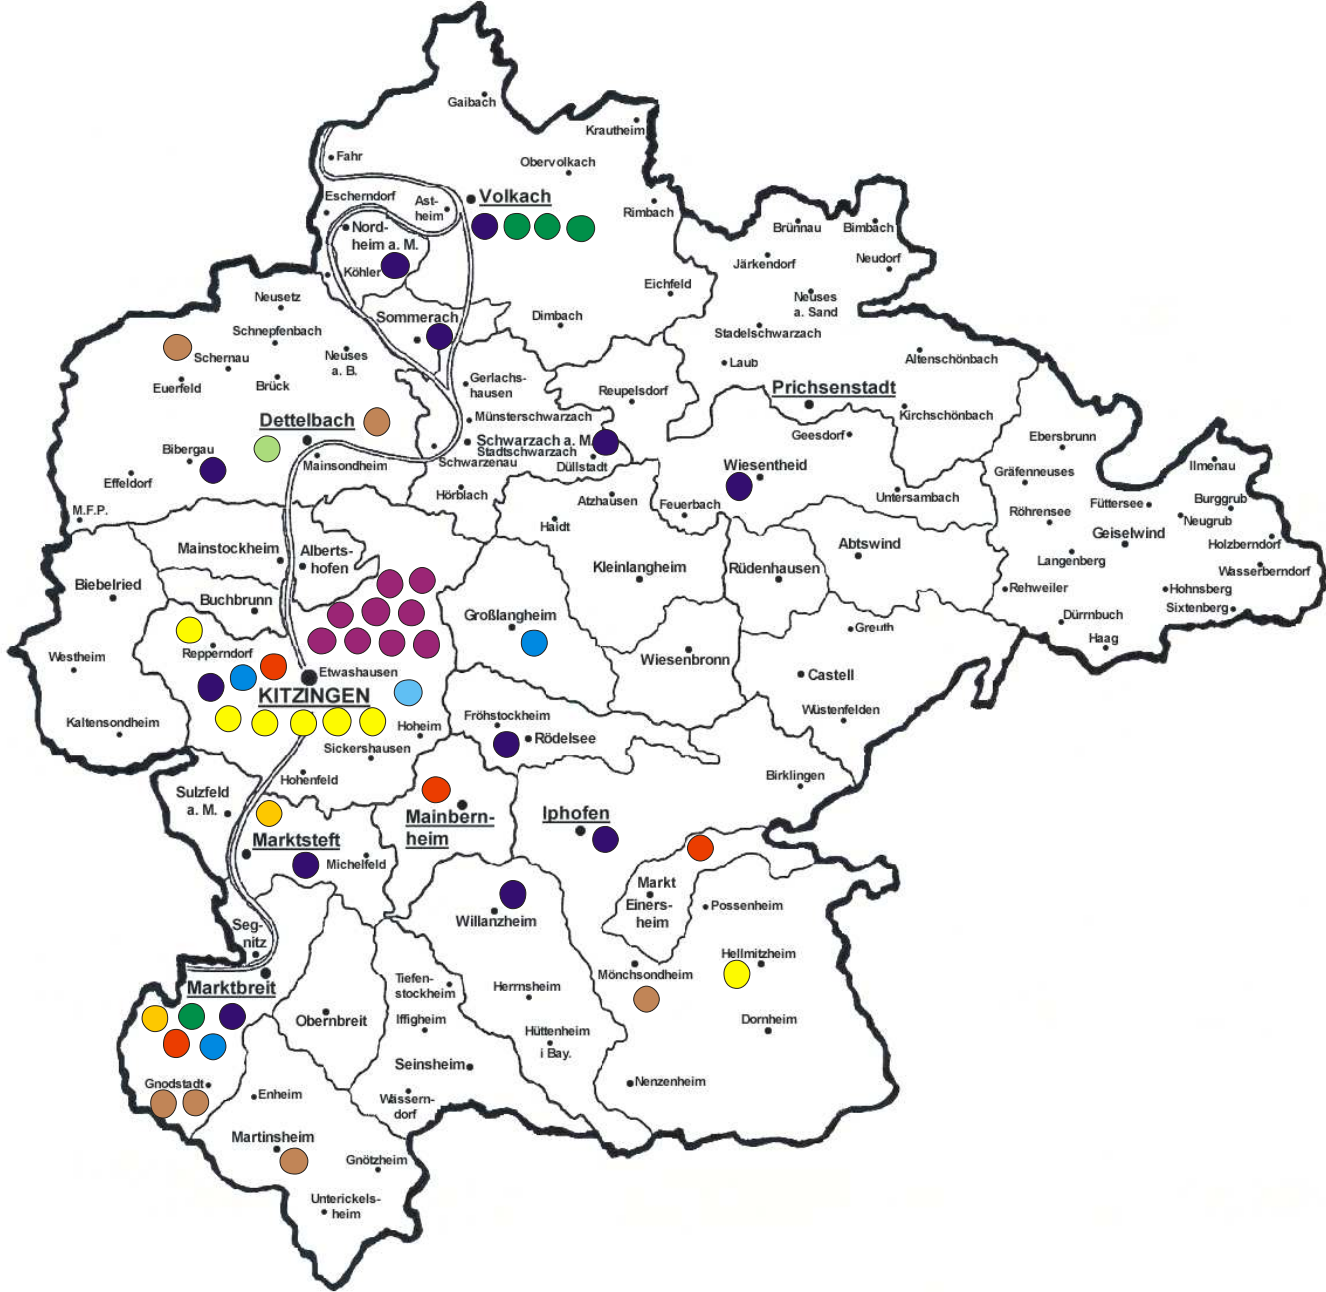 Gaibach
Krautheim
Fahr
Obervolkach
Escherndorf
Ast-
heim
Volkach
Rimbach
Nord-
heim a. M.
Köhler
Brünnau
Bimbach
Järkendorf
Neudorf
Eichfeld
Neuses
a. Sand
Neusetz
Sommerach
Dimbach
Schnepfenbach
Stadelschwarzach
Schernau
Neuses
a. B.
Altenschönbach
Laub
Euerfeld
Brück
Gerlachs-
hausen
Reupelsdorf
Prichsenstadt
Münsterschwarzach
Kirchschönbach
Dettelbach
Schwarzach a. M.
Stadtschwarzach
Geesdorf
Ebersbrunn
Bibergau
Mainsondheim
Schwarzenau
Düllstadt
Wiesentheid
Gräfenneuses
Ilmenau
Effeldorf
Hörblach
Atzhausen
Untersambach
Füttersee
Burggrub
M.F.P.
Haidt
Feuerbach
Röhrensee
Neugrub
Geiselwind
Mainstockheim
Alberts-
hofen
Abtswind
Holzberndorf
Langenberg
Kleinlangheim
Rüdenhausen
Wasserberndorf
Biebelried
Rehweiler
Hohnsberg
Buchbrunn
Sixtenberg
Großlangheim
Dürrnbuch
Greuth
Haag
Repperndorf
Westheim
Wiesenbronn
Etwashausen
Castell
KITZINGEN
Wüstenfelden
Kaltensondheim
Hoheim
Fröhstockheim
Rödelsee
Sickershausen
Hohenfeld
Birklingen
Sulzfeld
a. M.
Mainbern-
heim
Iphofen
Marktsteft
Michelfeld
Markt
Einers-
heim
Possenheim
Willanzheim
Seg-
nitz
Hellmitzheim
Mönchsondheim
Marktbreit
Tiefen-
stockheim
Herrnsheim
Obernbreit
Iffigheim
Dornheim
Hüttenheim
i Bay.
Seinsheim
Gnodstadt
Nenzenheim
Enheim
Wässern-
dorf
Martinsheim
Gnötzheim
Unterickels-
heim